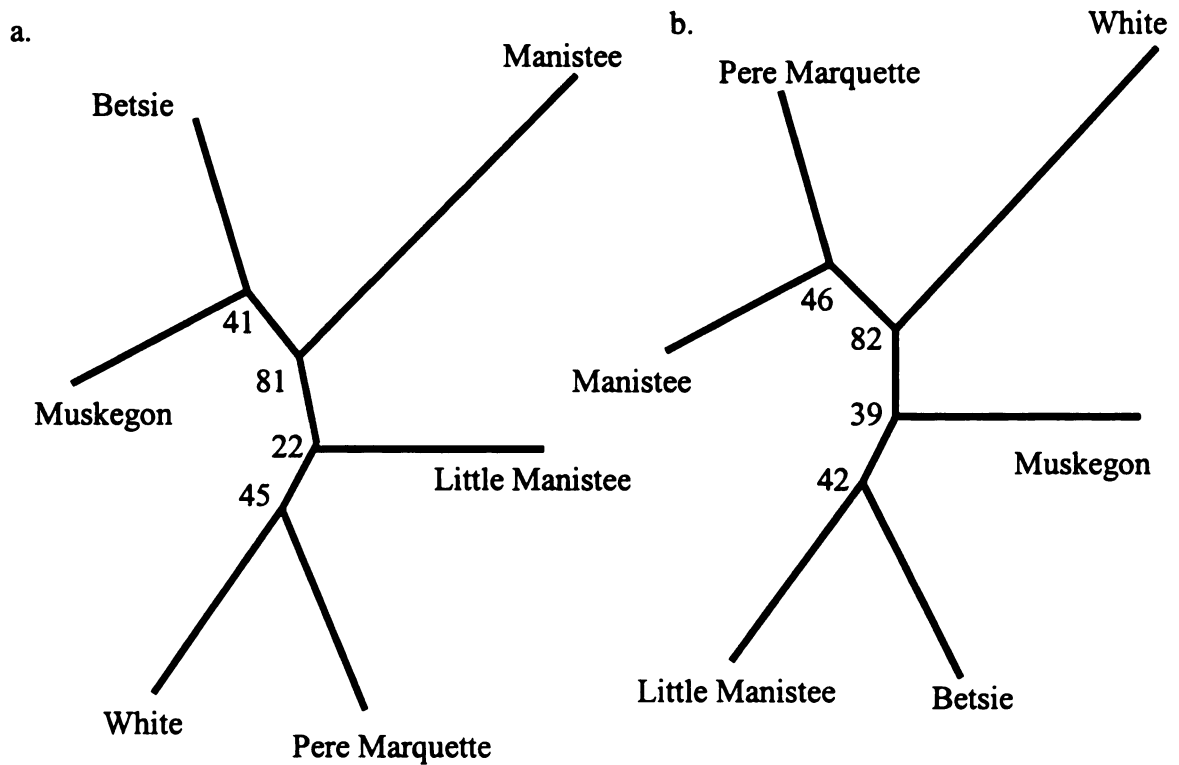 a.
Manistee
Betsie
41
81
Muskegon
22
Little Manistee
45
White
Pere Marquette
b.
White
Pere Marquette
46
82
Manistee
39
Muskegon
42
Little Manistee
Betsie